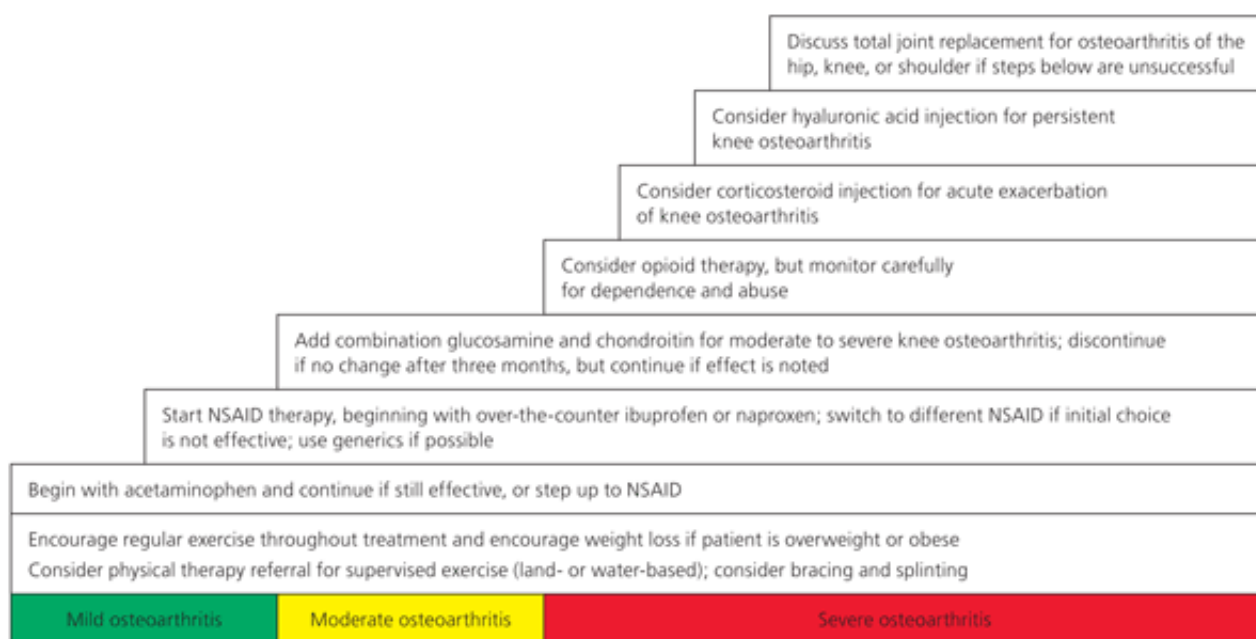 Discuss total joint replacement for osteoarthritis of the
hip, knee, or shoulder if steps below are unsuccessful
Consider hyaluronic acid injection for persistent
knee osteoarthritis
Consider corticosteroid injection for acute exacerbation
of knee osteoarthritis
Consider opioid therapy, but monitor carefully
for dependence and abuse
Add combination glucosamine and chondroitin for moderate to severe knee osteoarthritis; discontinue
if no change after three months, but continue if effect is noted
Start NSAID therapy, beginning with over-the-counter ibuprofen or naproxen; switch to different NSAID if initial choice
is not effective; use generics if possible
Begin with acetaminophen and continue if still effective, or step up to NSAID
Encourage regular exercise throughout treatment and encourage weight loss if patient is overweight or obese
Consider physical therapy referral for supervised exercise (land- or water-based); consider bracing and splinting
Mild osteoarthritis
Moderate osteoarthritis
Severe osteoarthritis